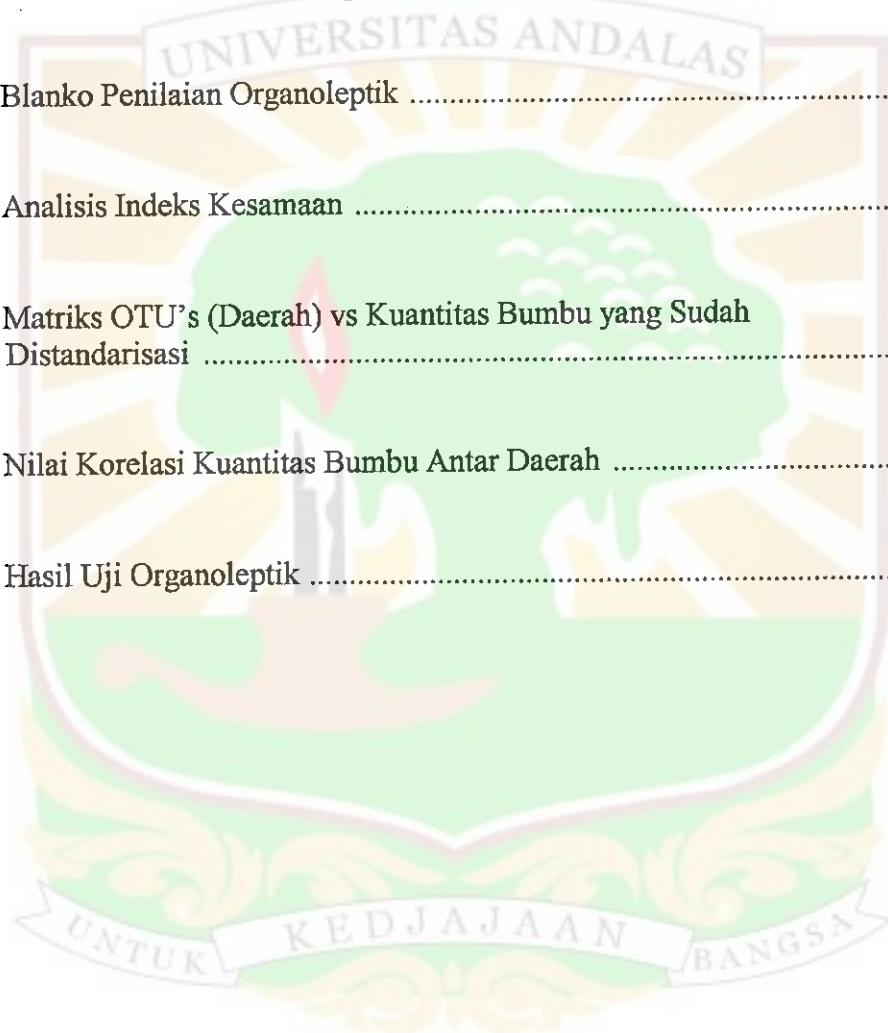 UNIVERSITAS ANDALAS
Blanko Penilaian Organoleptik ..........................................................
Analisis Indeks Kesamaan ................................................................
Matriks OTU's (Daerah) vs Kuantitas Bumbu yang Sudah
Distandarisasi ..................................................................................
Nilai Korelasi Kuantitas Bumbu Antar Daerah .................................
Hasil Uji Organoleptik ......................................................................
UNTUK KEDJAJAAN BANGSA